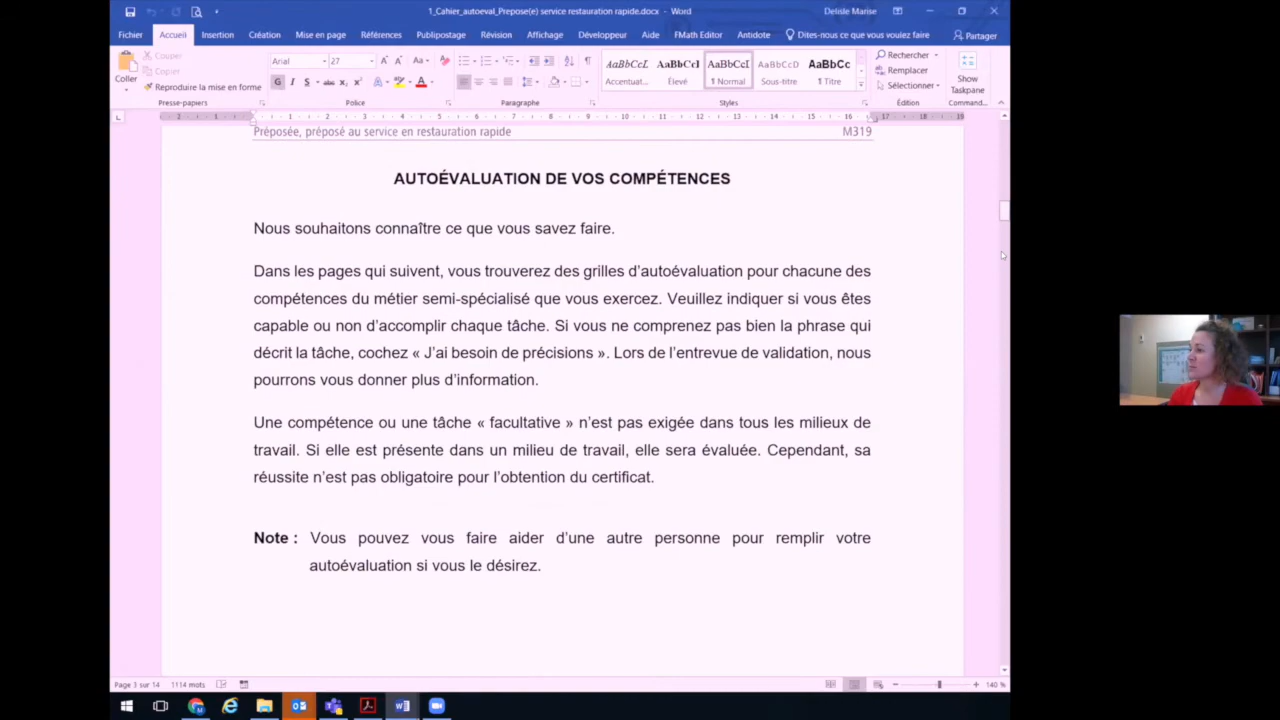 1_Cahier_autoeval_Prepose(e) service restauration rapide.docx - Word
Delisle Marise
Fichier Accueil Insertion Création Mise en page Références Publipostage Révision Affichage Développeur Aide FMath Editor Antidote Dites-nous ce que vous voulez faire Partager
Coller
Couper
Copier
Reproduire la mise en forme
Presse-papiers
Arial 27
Police
Paragraphe
AaBbCcL AaBbCc AaBbCcI AaBbCcD AaBbCc
Accentuat... Élevé 1 Normal Sous-titre 1 Titre
Styles
Rechercher
Remplacer
Sélectionner
Édition
Show
Taskpane
Command...
Préposée, préposé au service en restauration rapide M319
AUTOÉVALUATION DE VOS COMPÉTENCES
Nous souhaitons connaître ce que vous savez faire.
Dans les pages qui suivent, vous trouverez des grilles d’autoévaluation pour chacune des
compétences du métier semi-spécialisé que vous exercez. Veuillez indiquer si vous êtes
capable ou non d’accomplir chaque tâche. Si vous ne comprenez pas bien la phrase qui
décrit la tâche, cochez « J’ai besoin de précisions ». Lors de l’entrevue de validation, nous
pourrons vous donner plus d’information.
Une compétence ou une tâche « facultative » n’est pas exigée dans tous les milieux de
travail. Si elle est présente dans un milieu de travail, elle sera évaluée. Cependant, sa
réussite n’est pas obligatoire pour l’obtention du certificat.
Note : Vous pouvez vous faire aider d’une autre personne pour remplir votre
autoévaluation si vous le désirez.
Page 3 sur 14 1114 mots 140 %